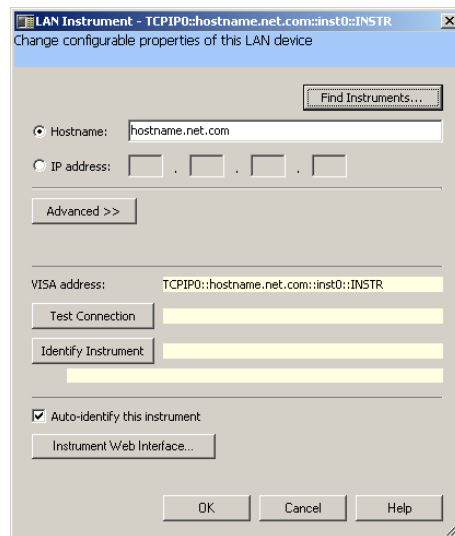 LAN Instrument - TCPIP0::hostname.net.com::inst0::INSTR
Change configurable properties of this LAN device
Find Instruments...
Hostname: hostname.net.com
IP address: . . .
Advanced >>
VISA address: TCPIP0::hostname.net.com::inst0::INSTR
Test Connection
Identify Instrument
Auto-identify this instrument
Instrument Web Interface...
OK Cancel Help